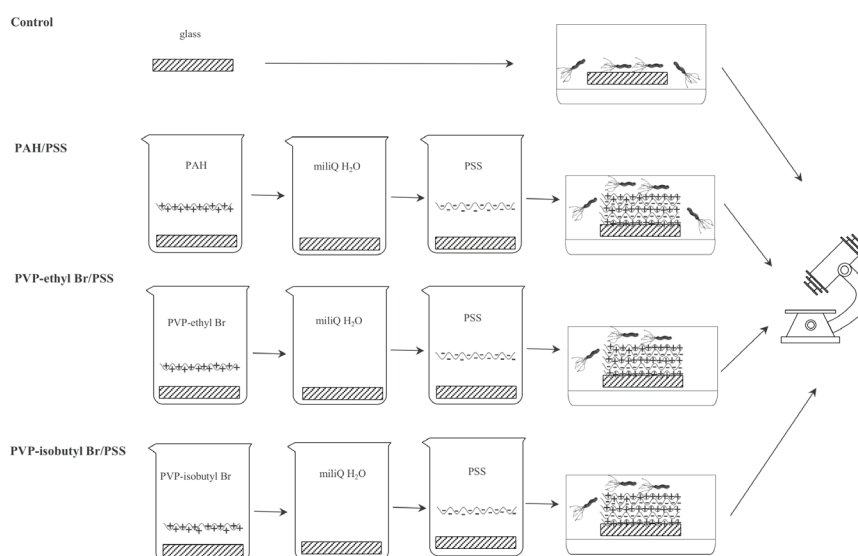 Control
glass
PAH/PSS
PAH
miliQ H₂O
PSS
PVP-ethyl Br/PSS
PVP-ethyl Br
miliQ H₂O
PSS
PVP-isobutyl Br/PSS
PVP-isobutyl Br
miliQ H₂O
PSS